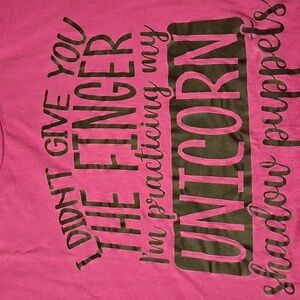 I DIDN'T GIVE YOU
THE FINGER
I'm practicing my
UNICORN
shadow puppets